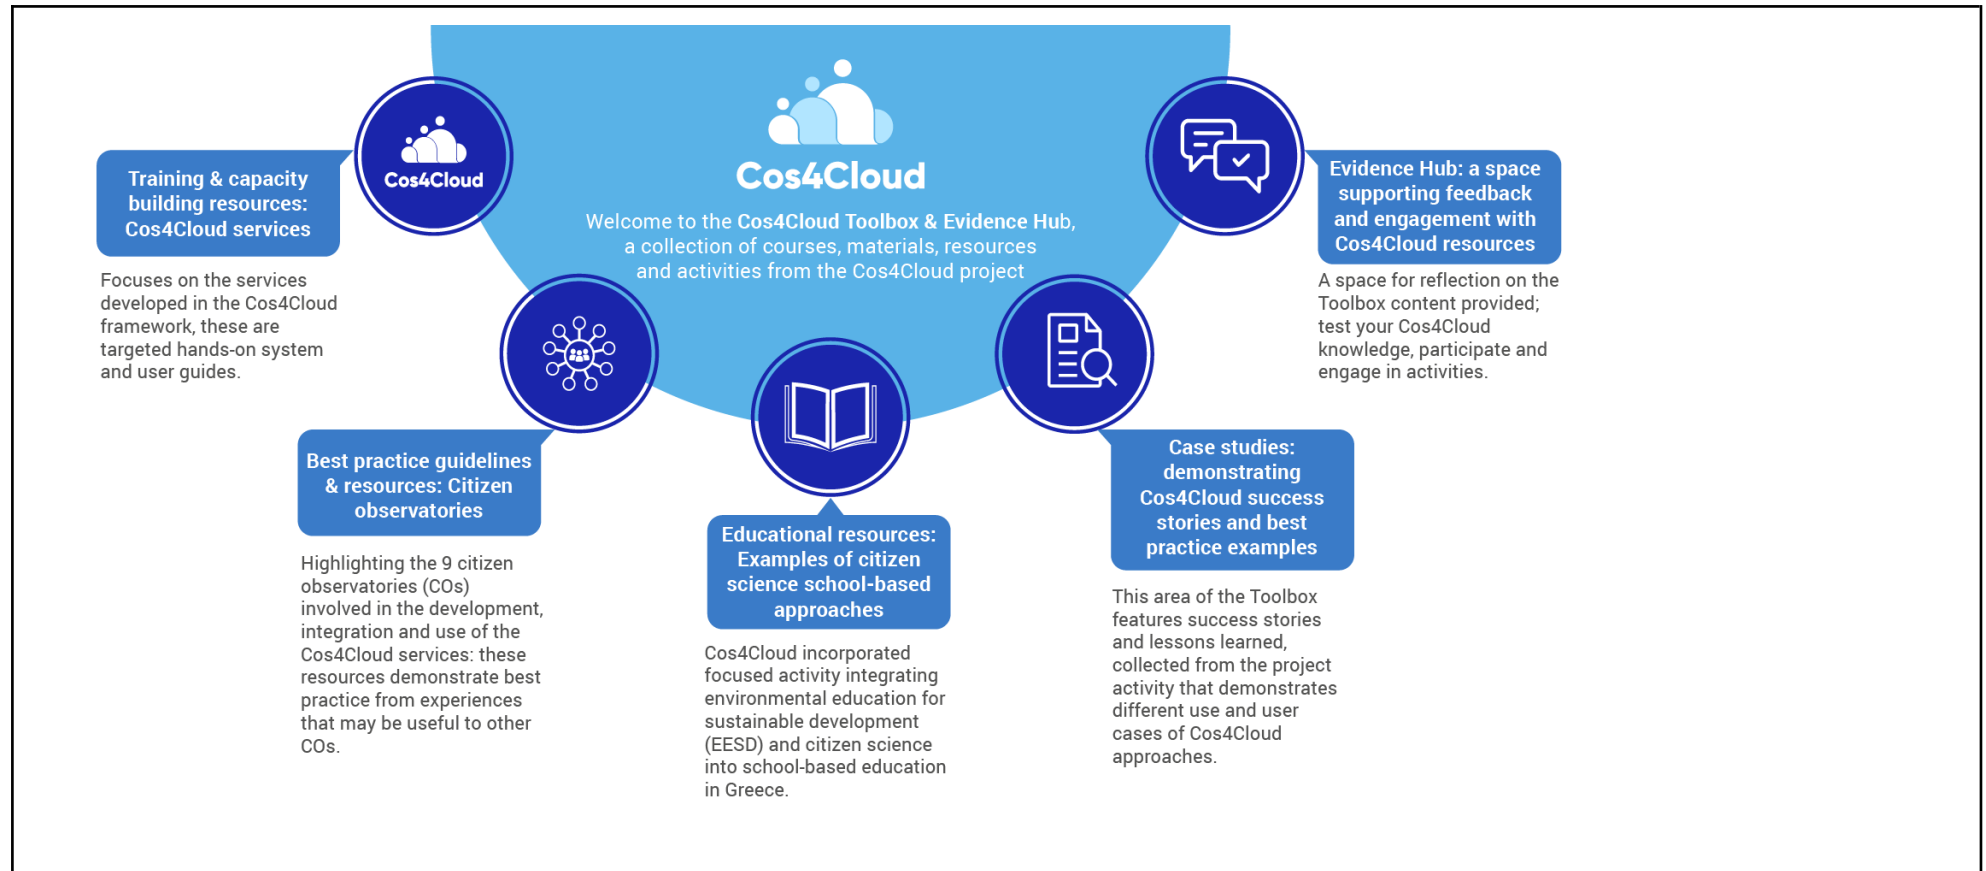 Cos4Cloud
Welcome to the Cos4Cloud Toolbox & Evidence Hub,
a collection of courses, materials, resources
and activities from the Cos4Cloud project
Cos4Cloud
Training & capacity
building resources:
Cos4Cloud services
Focuses on the services
developed in the Cos4Cloud
framework, these are
targeted hands-on system
and user guides.
Best practice guidelines
& resources: Citizen
observatories
Highlighting the 9 citizen
observatories (COs)
involved in the development,
integration and use of the
Cos4Cloud services: these
resources demonstrate best
practice from experiences
that may be useful to other
COs.
Educational resources:
Examples of citizen
science school-based
approaches
Cos4Cloud incorporated
focused activity integrating
environmental education for
sustainable development
(EESD) and citizen science
into school-based education
in Greece.
Case studies:
demonstrating
Cos4Cloud success
stories and best
practice examples
This area of the Toolbox
features success stories
and lessons learned,
collected from the project
activity that demonstrates
different use and user
cases of Cos4Cloud
approaches.
Evidence Hub: a space
supporting feedback
and engagement with
Cos4Cloud resources
A space for reflection on the
Toolbox content provided;
test your Cos4Cloud
knowledge, participate and
engage in activities.